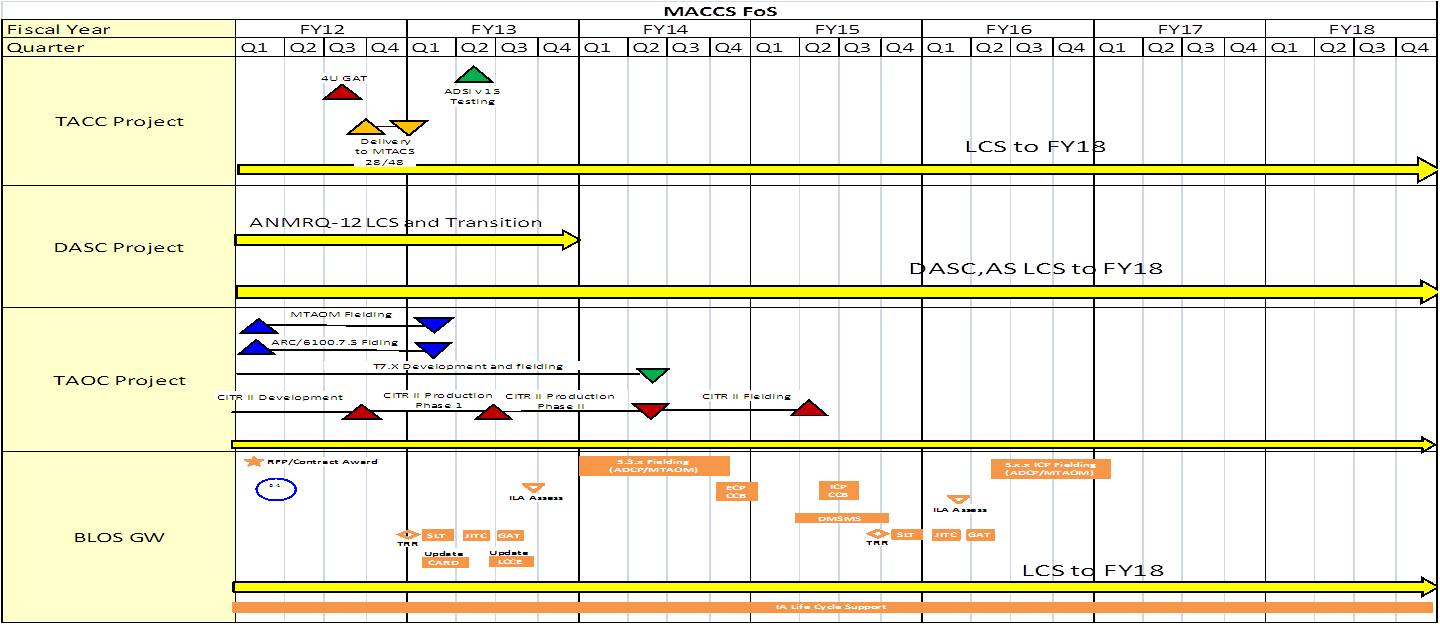 MACCS FoS
Fiscal Year FY12 FY13 FY14 FY15 FY16 FY17 FY18
Quarter Q1 Q2 Q3 Q4 Q1 Q2 Q3 Q4 Q1 Q2 Q3 Q4 Q1 Q2 Q3 Q4 Q1 Q2 Q3 Q4 Q1 Q2 Q3 Q4 Q1 Q2 Q3 Q4
TACC Project
4U GAT
ADSI v 15
Testing
Delivery
to MTACS
28/48
LCS to FY18
DASC Project
ANMRQ-12 LCS and Transition
DASC,AS LCS to FY18
TAOC Project
MTAOM Fielding
ARC/6100.7.5 Fiding
T7.X Development and fielding
CITR II Development
CITR II Production
Phase 1
CITR II Production
Phase II
CITR II Fielding
BLOS GW
RFP/Contract Award
ILA Assess
5.3.x Fielding
(ADCP/MTAOM)
ECP
CCB
ICP
CCB
5.x.x ICP Fielding
(ADCP/MTAOM)
ILA Assess
DMSMS
TRR
SLT
JITC
GAT
TRR
SLT
JITC
GAT
Update
CARD
Update
LCCE
LCS to FY18
IA Life Cycle Support